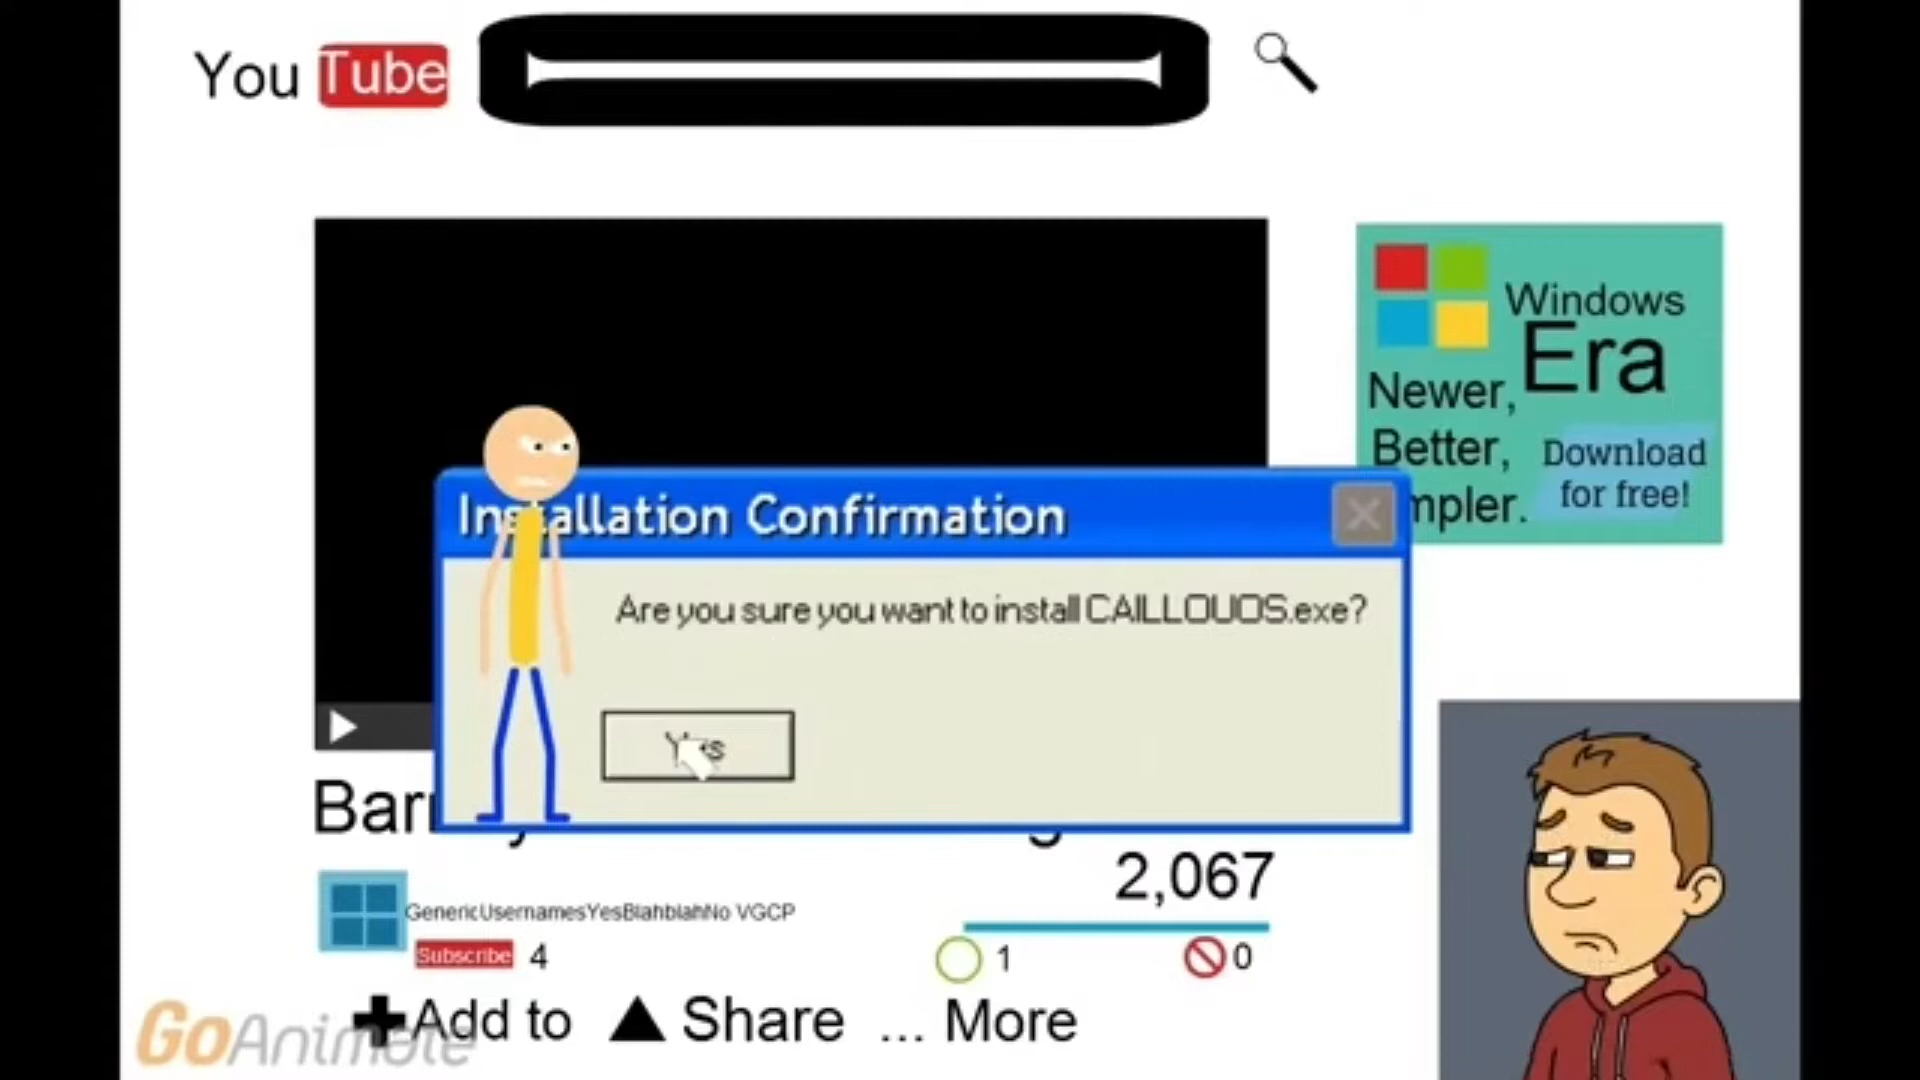 You Tube
Windows
Era
Newer,
Better,
mpler.
Download
for free!
Installation Confirmation
Are you sure you want to install CAILLOUOS.exe?
Yes
2,067
GenericUsernamesYesBlahblahNo VGCP
Subscribe 4
1
0
Add to
Share
... More
GoAnimate